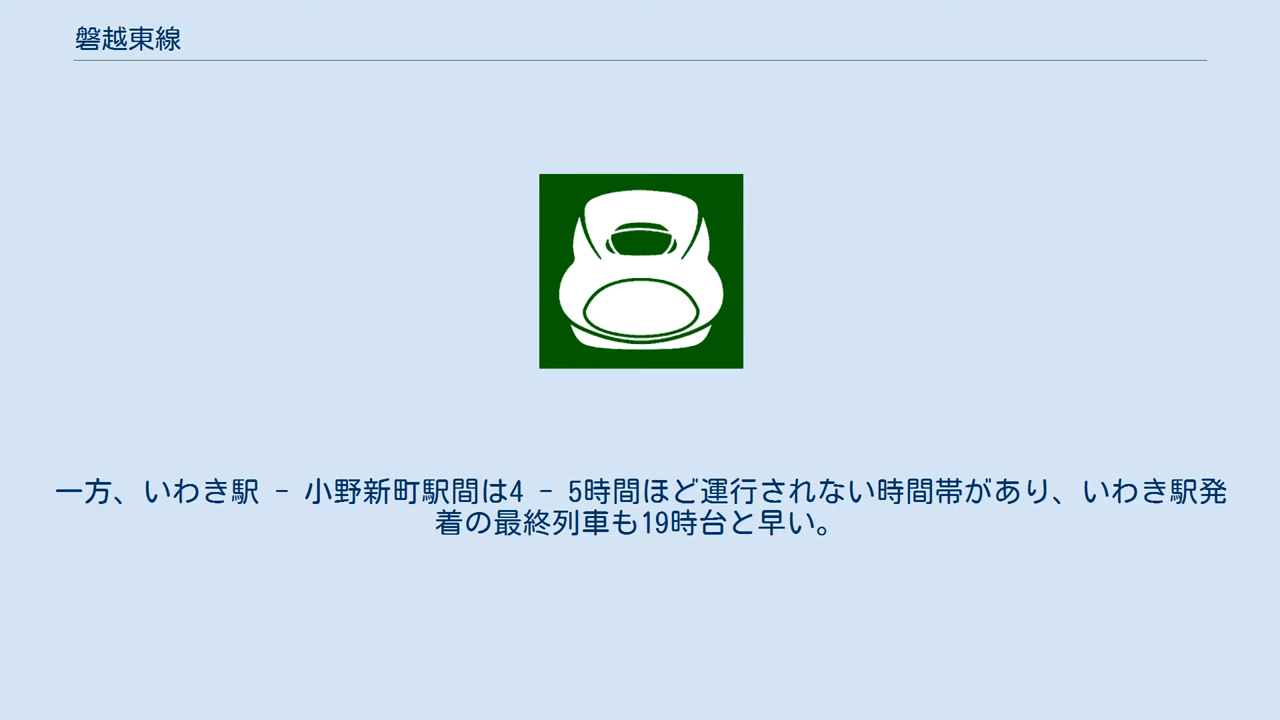 磐越東線
一方、いわき駅 - 小野新町駅間は4 - 5時間ほど運行されない時間帯があり、いわき駅発
着の最終列車も19時台と早い。